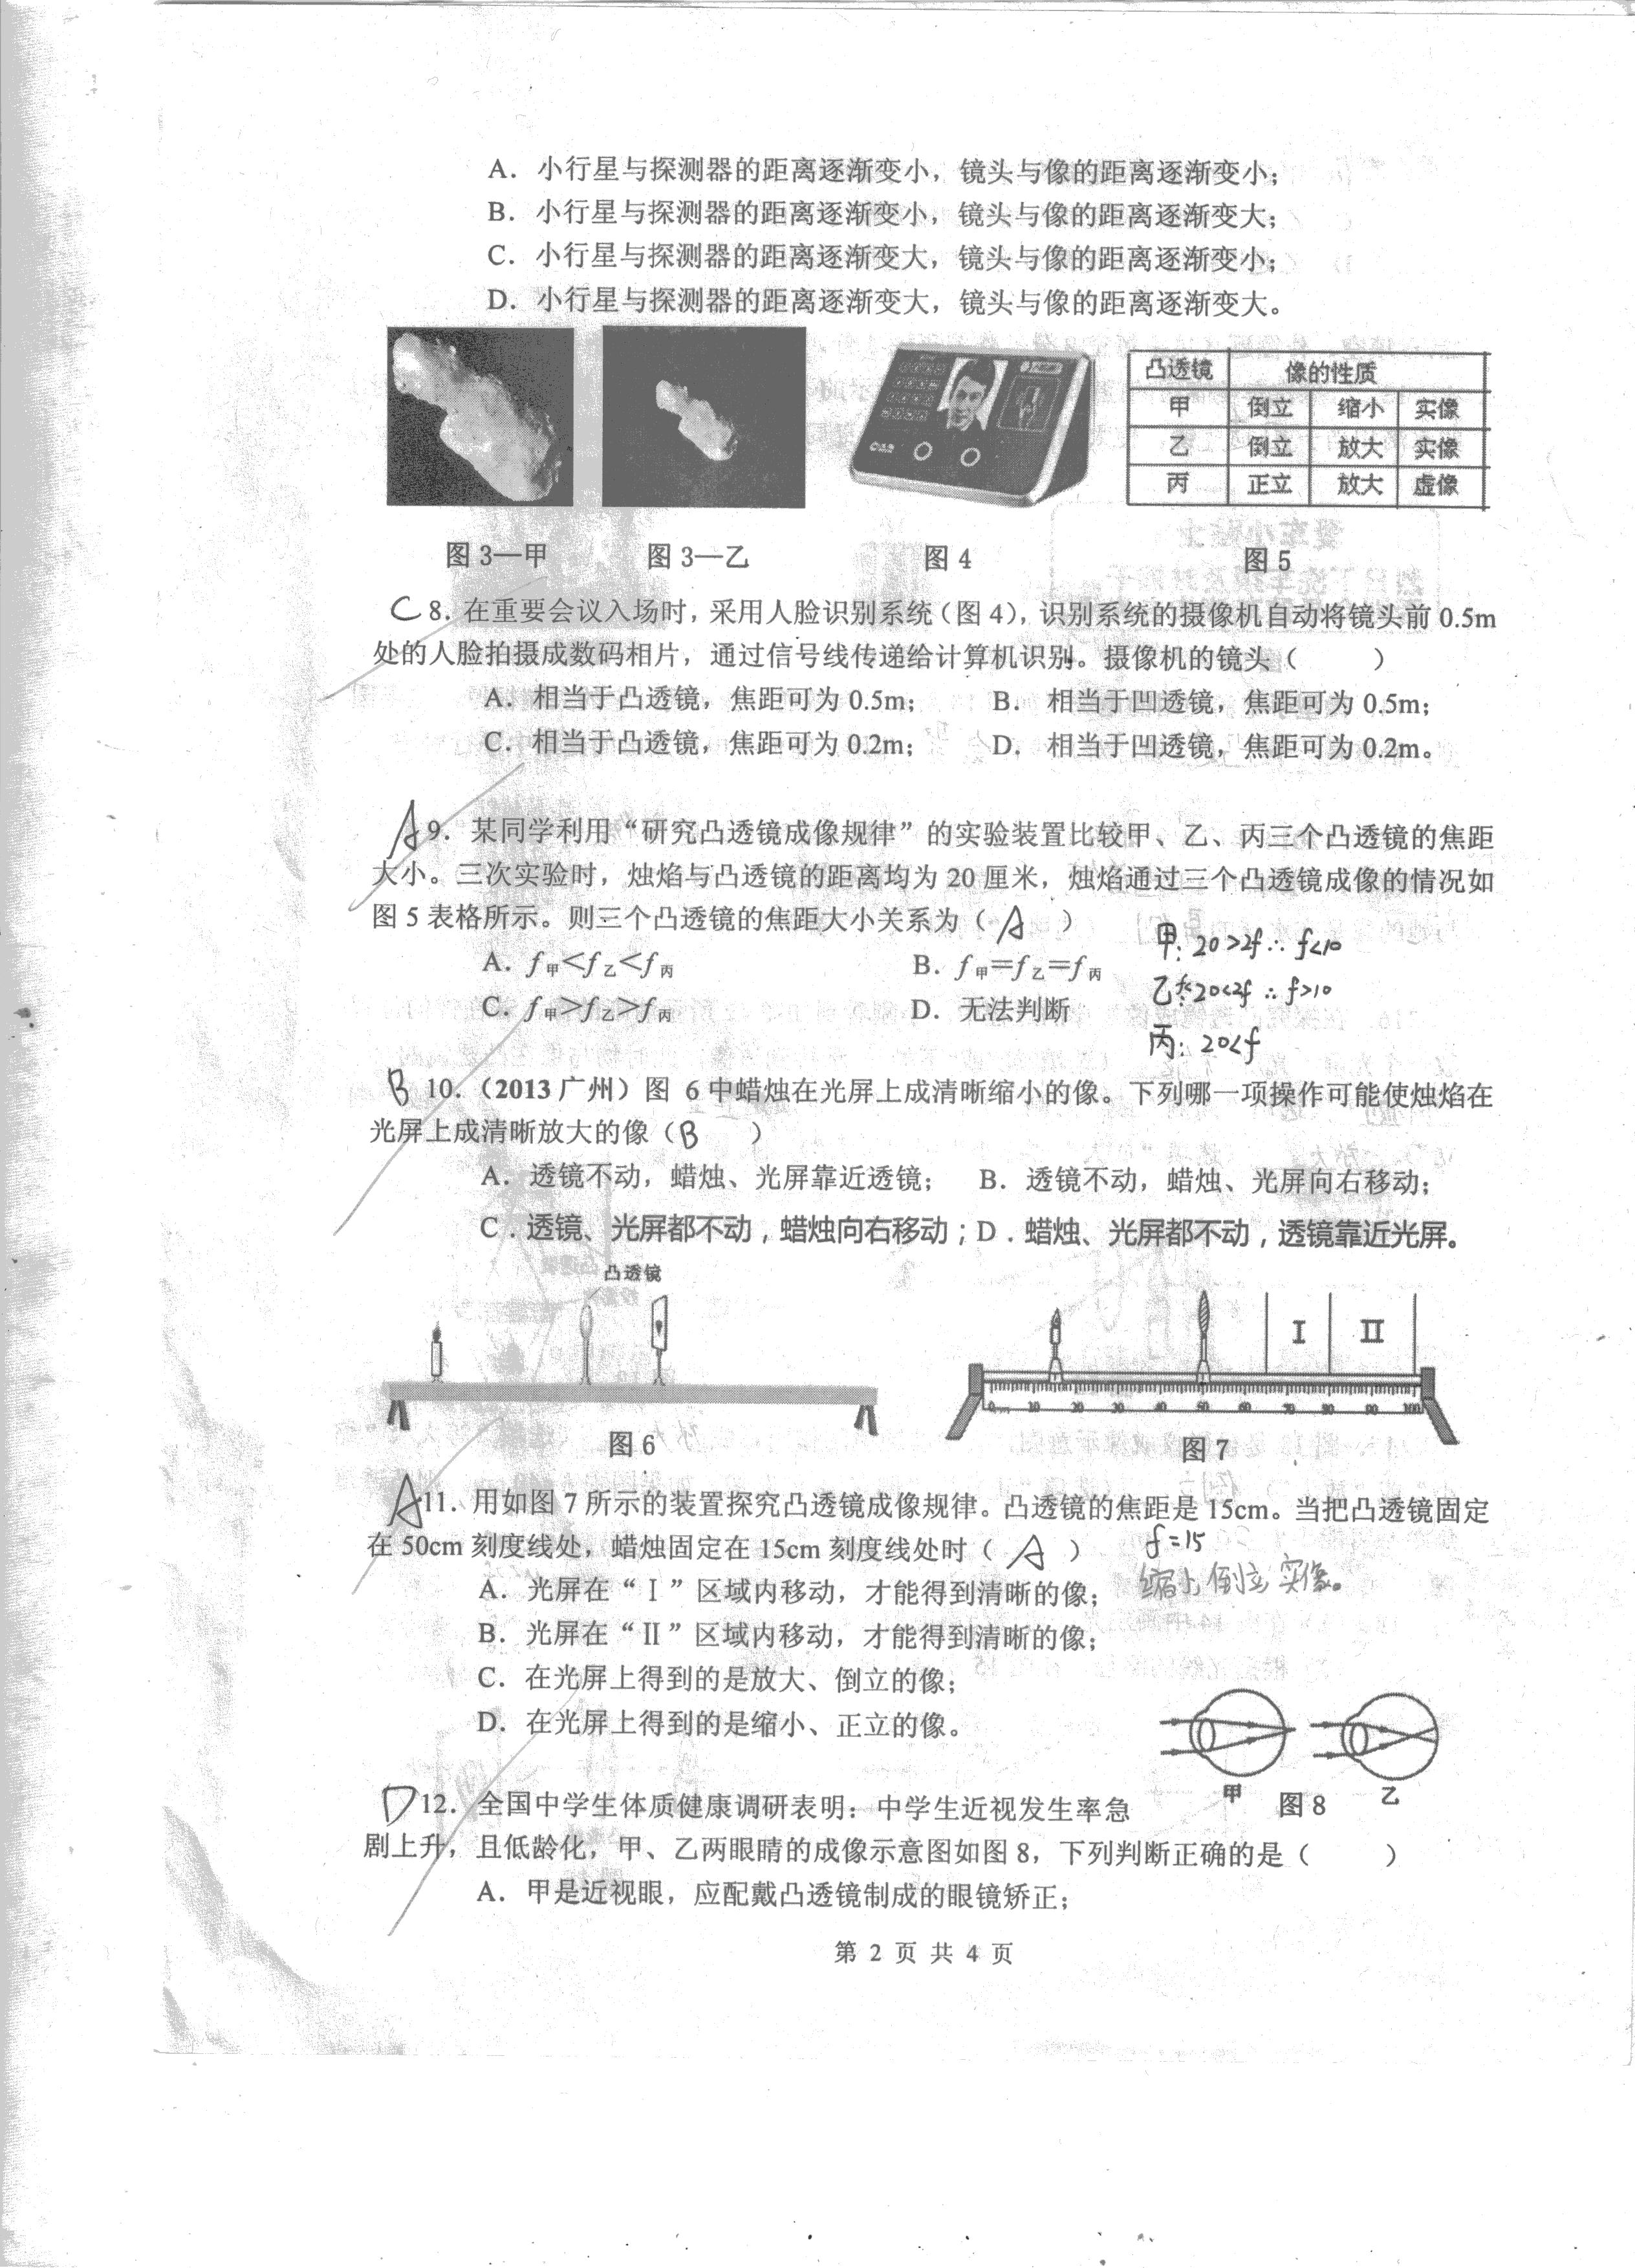 A. 小行星与探测器的距离逐渐变小，镜头与像的距离逐渐变小；
B. 小行星与探测器的距离逐渐变小，镜头与像的距离逐渐变大；
C. 小行星与探测器的距离逐渐变大，镜头与像的距离逐渐变小；
D. 小行星与探测器的距离逐渐变大，镜头与像的距离逐渐变大。
凸透镜 像的性质
甲 倒立 缩小 实像
乙 倒立 放大 实像
丙 正立 放大 虚像
图 3—甲 图 3—乙 图 4 图 5
C 8. 在重要会议入场时，采用人脸识别系统（图 4），识别系统的摄像机自动将镜头前 0.5m
处的人脸拍摄成数码相片，通过信号线传递给计算机识别。摄像机的镜头（ ）
A. 相当于凸透镜，焦距可为 0.5m； B. 相当于凹透镜，焦距可为 0.5m；
C. 相当于凸透镜，焦距可为 0.2m； D. 相当于凹透镜，焦距可为 0.2m。
A 9. 某同学利用“研究凸透镜成像规律”的实验装置比较甲、乙、丙三个凸透镜的焦距
大小。三次实验时，烛焰与凸透镜的距离均为 20 厘米，烛焰通过三个凸透镜成像的情况如
图 5 表格所示。则三个凸透镜的焦距大小关系为（ A ）
甲: 20>2f ∴ f<10
A. f甲<f乙<f丙 B. f甲=f乙=f丙
乙: 20<2f ∴ f>10
C. f甲>f乙>f丙 D. 无法判断
丙: 20<f
B 10.（2013 广州）图 6 中蜡烛在光屏上成清晰缩小的像。下列哪一项操作可能使烛焰在
光屏上成清晰放大的像（ B ）
A. 透镜不动，蜡烛、光屏靠近透镜； B. 透镜不动，蜡烛、光屏向右移动；
C．透镜、光屏都不动，蜡烛向右移动；D．蜡烛、光屏都不动，透镜靠近光屏。
凸透镜
I II
0 10 20 30 40 50 60 70 80 90 100
图 6 图 7
A 11. 用如图 7 所示的装置探究凸透镜成像规律。凸透镜的焦距是 15cm。当把凸透镜固定
在 50cm 刻度线处，蜡烛固定在 15cm 刻度线处时（ A ） f=15
A. 光屏在“Ⅰ”区域内移动，才能得到清晰的像； 缩小 倒立 实像。
B. 光屏在“Ⅱ”区域内移动，才能得到清晰的像；
C. 在光屏上得到的是放大、倒立的像；
D. 在光屏上得到的是缩小、正立的像。
甲 图 8 乙
D 12. 全国中学生体质健康调研表明：中学生近视发生率急
剧上升，且低龄化，甲、乙两眼睛的成像示意图如图 8，下列判断正确的是（ ）
A. 甲是近视眼，应配戴凸透镜制成的眼镜矫正；
第 2 页 共 4 页